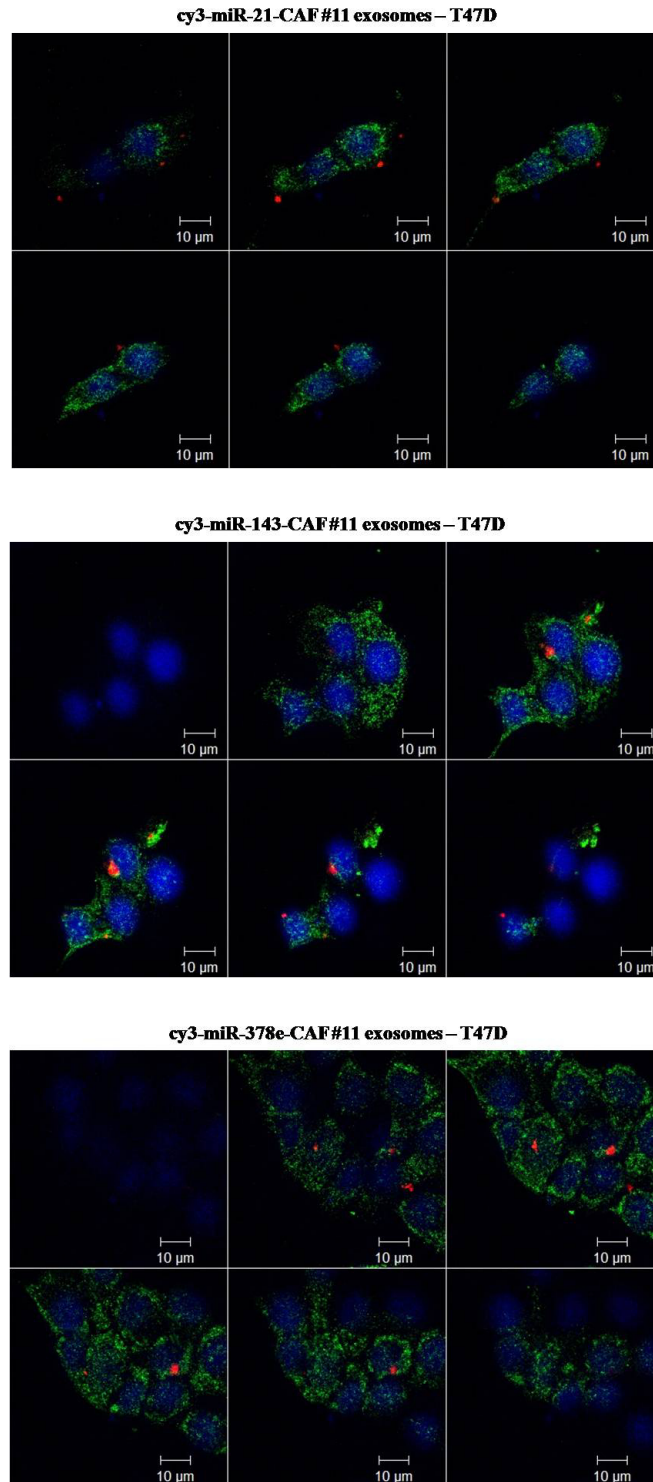 cy3-miR-21-CAF #11 exosomes – T47D
10 µm 10 µm 10 µm
10 µm 10 µm 10 µm
cy3-miR-143-CAF #11 exosomes – T47D
10 µm 10 µm 10 µm
10 µm 10 µm 10 µm
cy3-miR-378e-CAF #11 exosomes – T47D
10 µm 10 µm 10 µm
10 µm 10 µm 10 µm